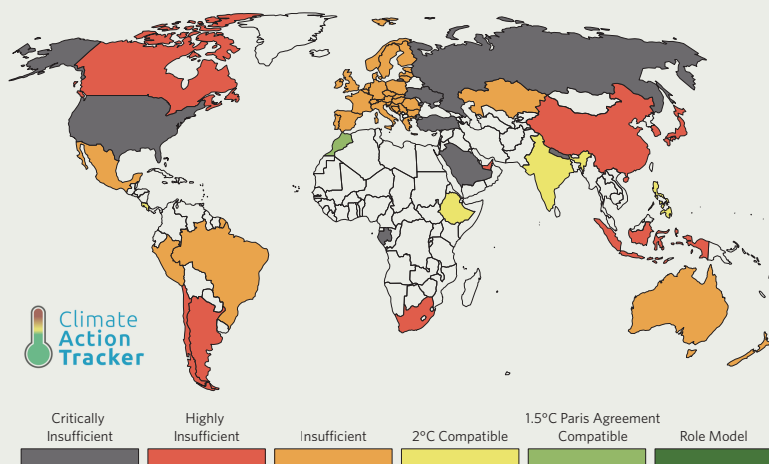 Climate
Action
Tracker
Critically
Insufficient
Highly
Insufficient
Insufficient
2°C Compatible
1.5°C Paris Agreement
Compatible
Role Model